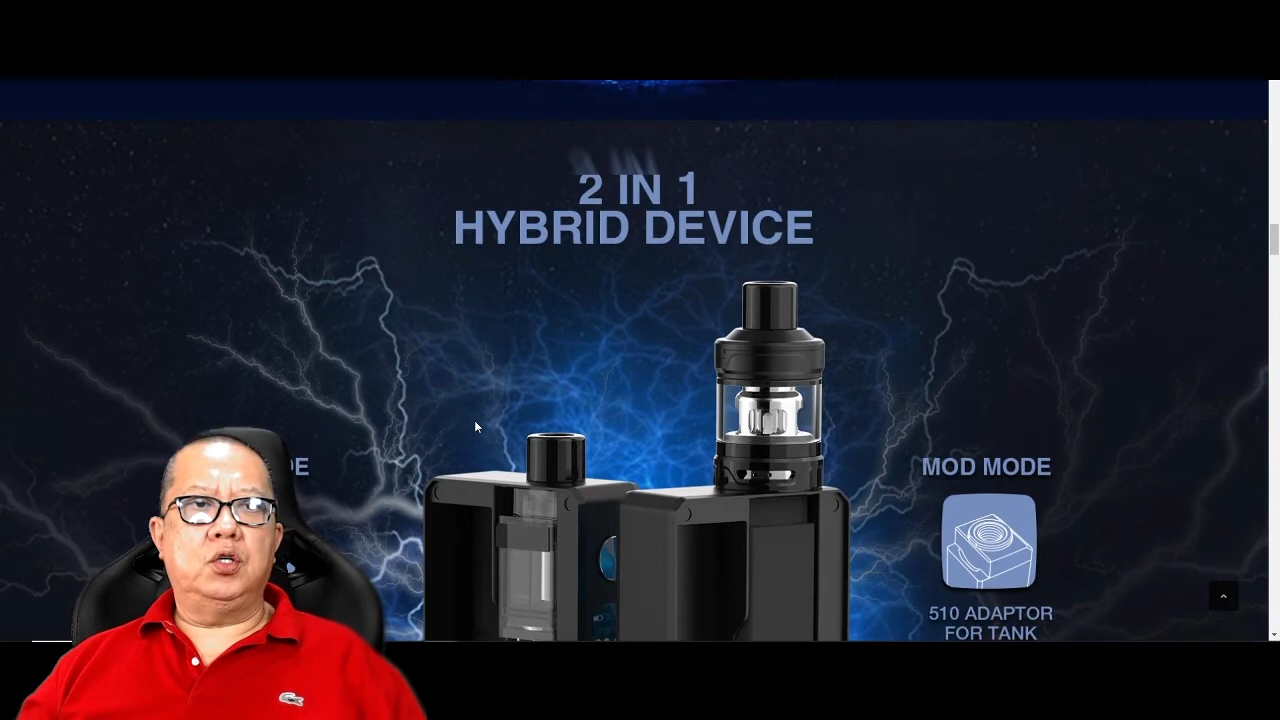 2 IN 1
HYBRID DEVICE
MOD MODE
510 ADAPTOR
FOR TANK